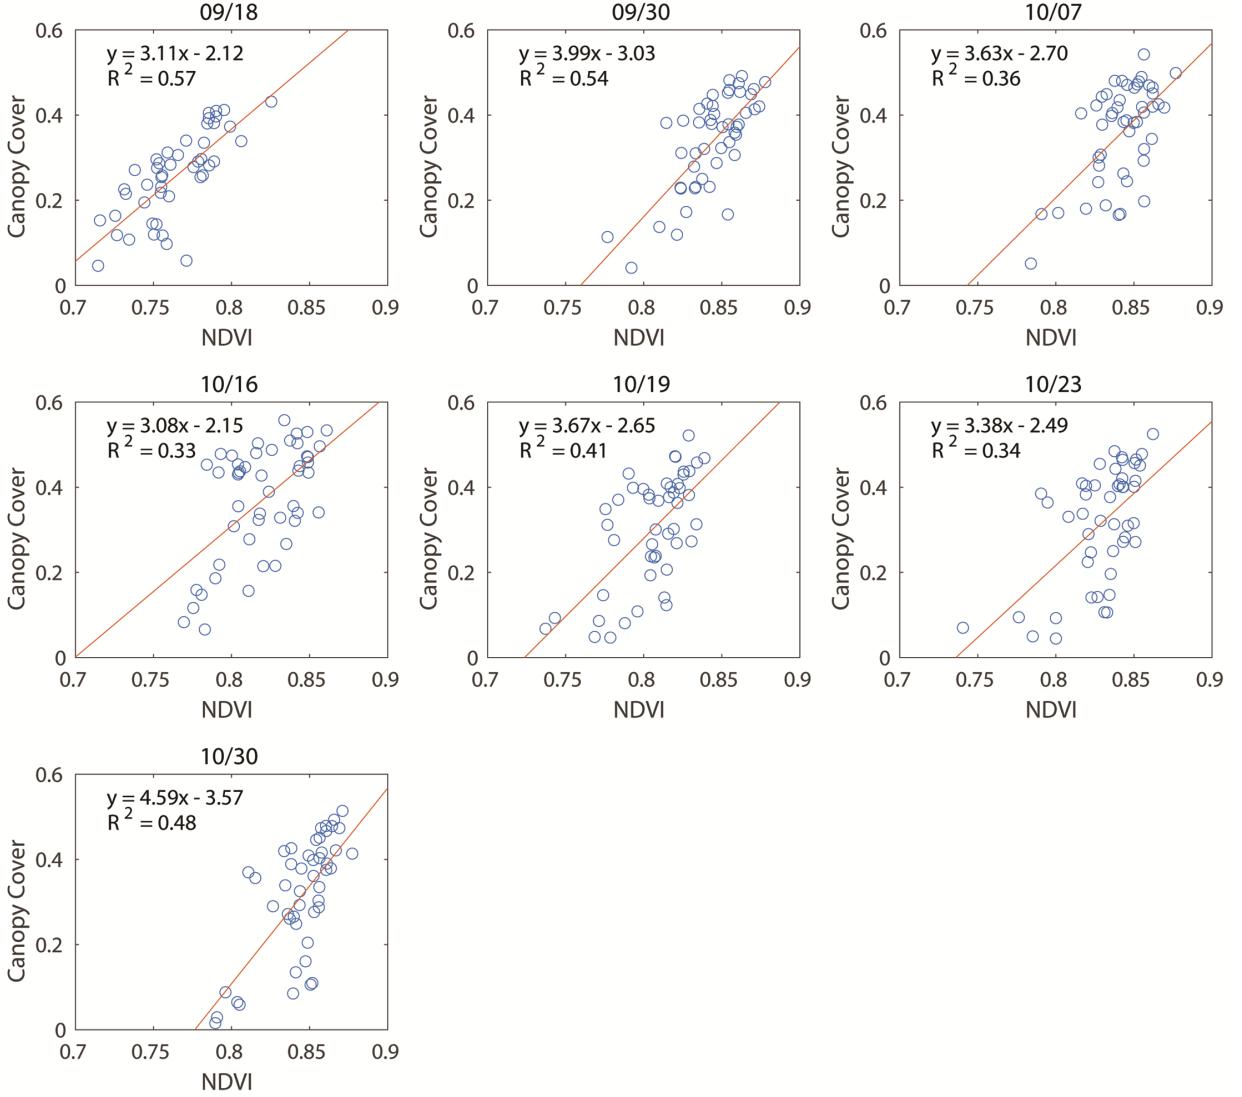 09/18
y = 3.11x - 2.12
R 2 = 0.57
0.6
0.4
0.2
0
Canopy Cover
0.7 0.75 0.8 0.85 0.9
NDVI
09/30
y = 3.99x - 3.03
R 2 = 0.54
0.6
0.4
0.2
0
Canopy Cover
0.7 0.75 0.8 0.85 0.9
NDVI
10/07
y = 3.63x - 2.70
R 2 = 0.36
0.6
0.4
0.2
0
Canopy Cover
0.7 0.75 0.8 0.85 0.9
NDVI
10/16
y = 3.08x - 2.15
R 2 = 0.33
0.6
0.4
0.2
0
Canopy Cover
0.7 0.75 0.8 0.85 0.9
NDVI
10/19
y = 3.67x - 2.65
R 2 = 0.41
0.6
0.4
0.2
0
Canopy Cover
0.7 0.75 0.8 0.85 0.9
NDVI
10/23
y = 3.38x - 2.49
R 2 = 0.34
0.6
0.4
0.2
0
Canopy Cover
0.7 0.75 0.8 0.85 0.9
NDVI
10/30
y = 4.59x - 3.57
R 2 = 0.48
0.6
0.4
0.2
0
Canopy Cover
0.7 0.75 0.8 0.85 0.9
NDVI